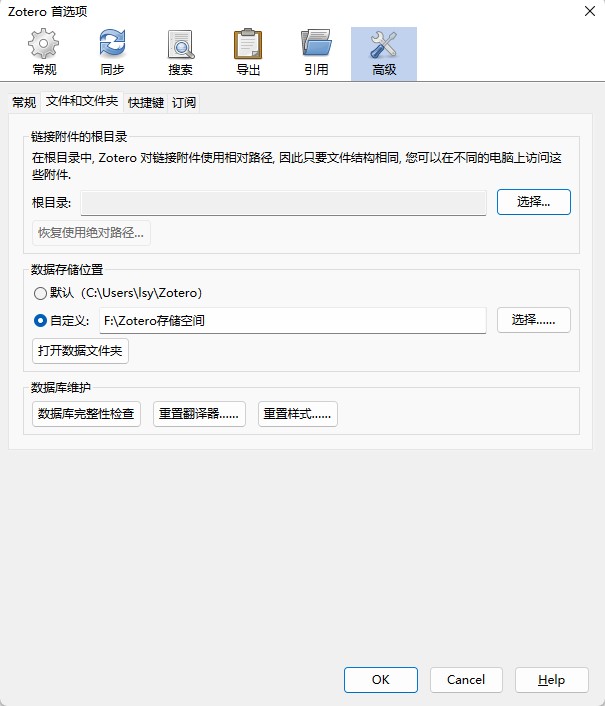 Zotero 首选项
常规 同步 搜索 导出 引用 高级
常规 文件和文件夹 快捷键 订阅
链接附件的根目录
在根目录中, Zotero 对链接附件使用相对路径, 因此只要文件结构相同, 您可以在不同的电脑上访问这
些附件.
根目录: 选择...
恢复使用绝对路径...
数据存储位置
默认（C:\Users\lsy\Zotero）
自定义: F:\Zotero存储空间 选择......
打开数据文件夹
数据库维护
数据库完整性检查 重置翻译器...... 重置样式......
OK Cancel Help